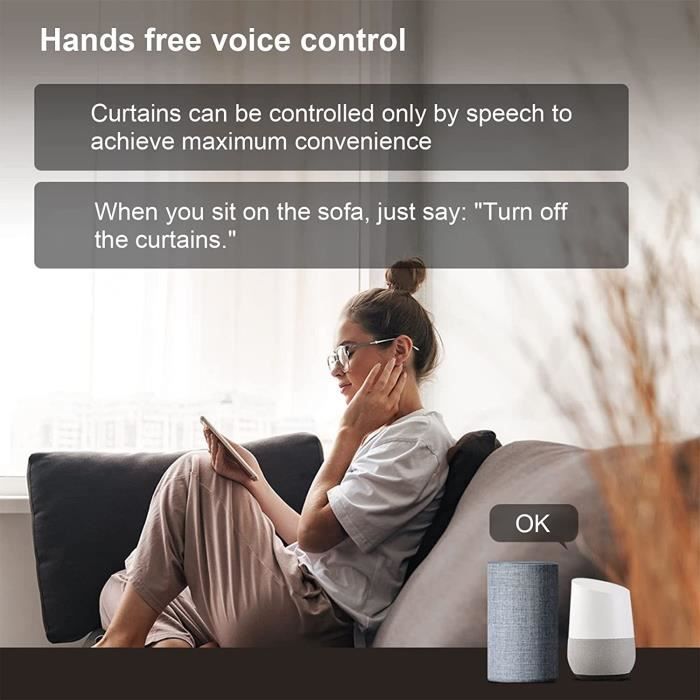 Hands free voice control
Curtains can be controlled only by speech to
achieve maximum convenience
When you sit on the sofa, just say: "Turn off
the curtains."
OK